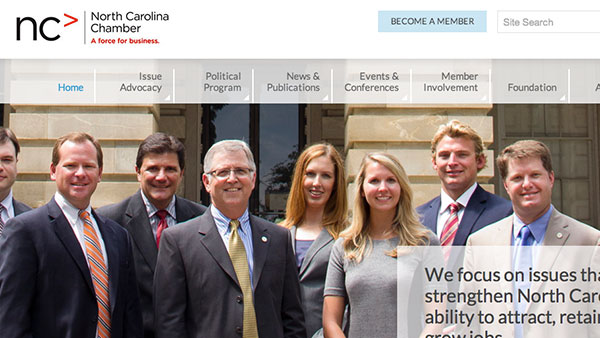 nc>
North Carolina
Chamber
A force for business.
BECOME A MEMBER
Site Search
Home
Issue
Advocacy
Political
Program
News &
Publications
Events &
Conferences
Member
Involvement
Foundation
A
We focus on issues tha
strengthen North Caro
ability to attract, retai
grow jobs